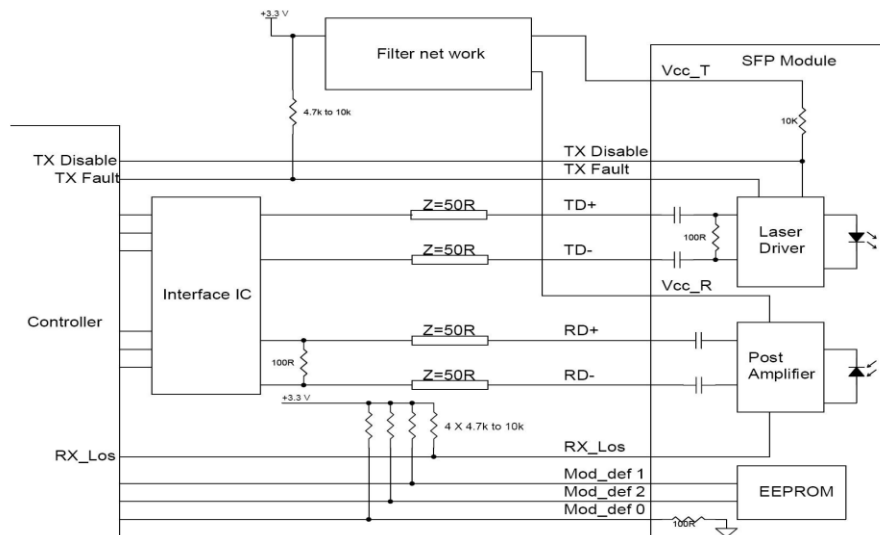 +3.3 V
Filter net work
SFP Module
Vcc_T
4.7k to 10k
10K
TX Disable
TX Disable
TX Fault
TX Fault
Z=50R
TD+
Laser
Driver
100R
Z=50R
TD-
Interface IC
Vcc_R
Controller
Z=50R
RD+
Post
Amplifier
100R
Z=50R
RD-
+3.3 V
4 X 4.7k to 10k
RX_Los
RX_Los
Mod_def 1
Mod_def 2
EEPROM
Mod_def 0
100R